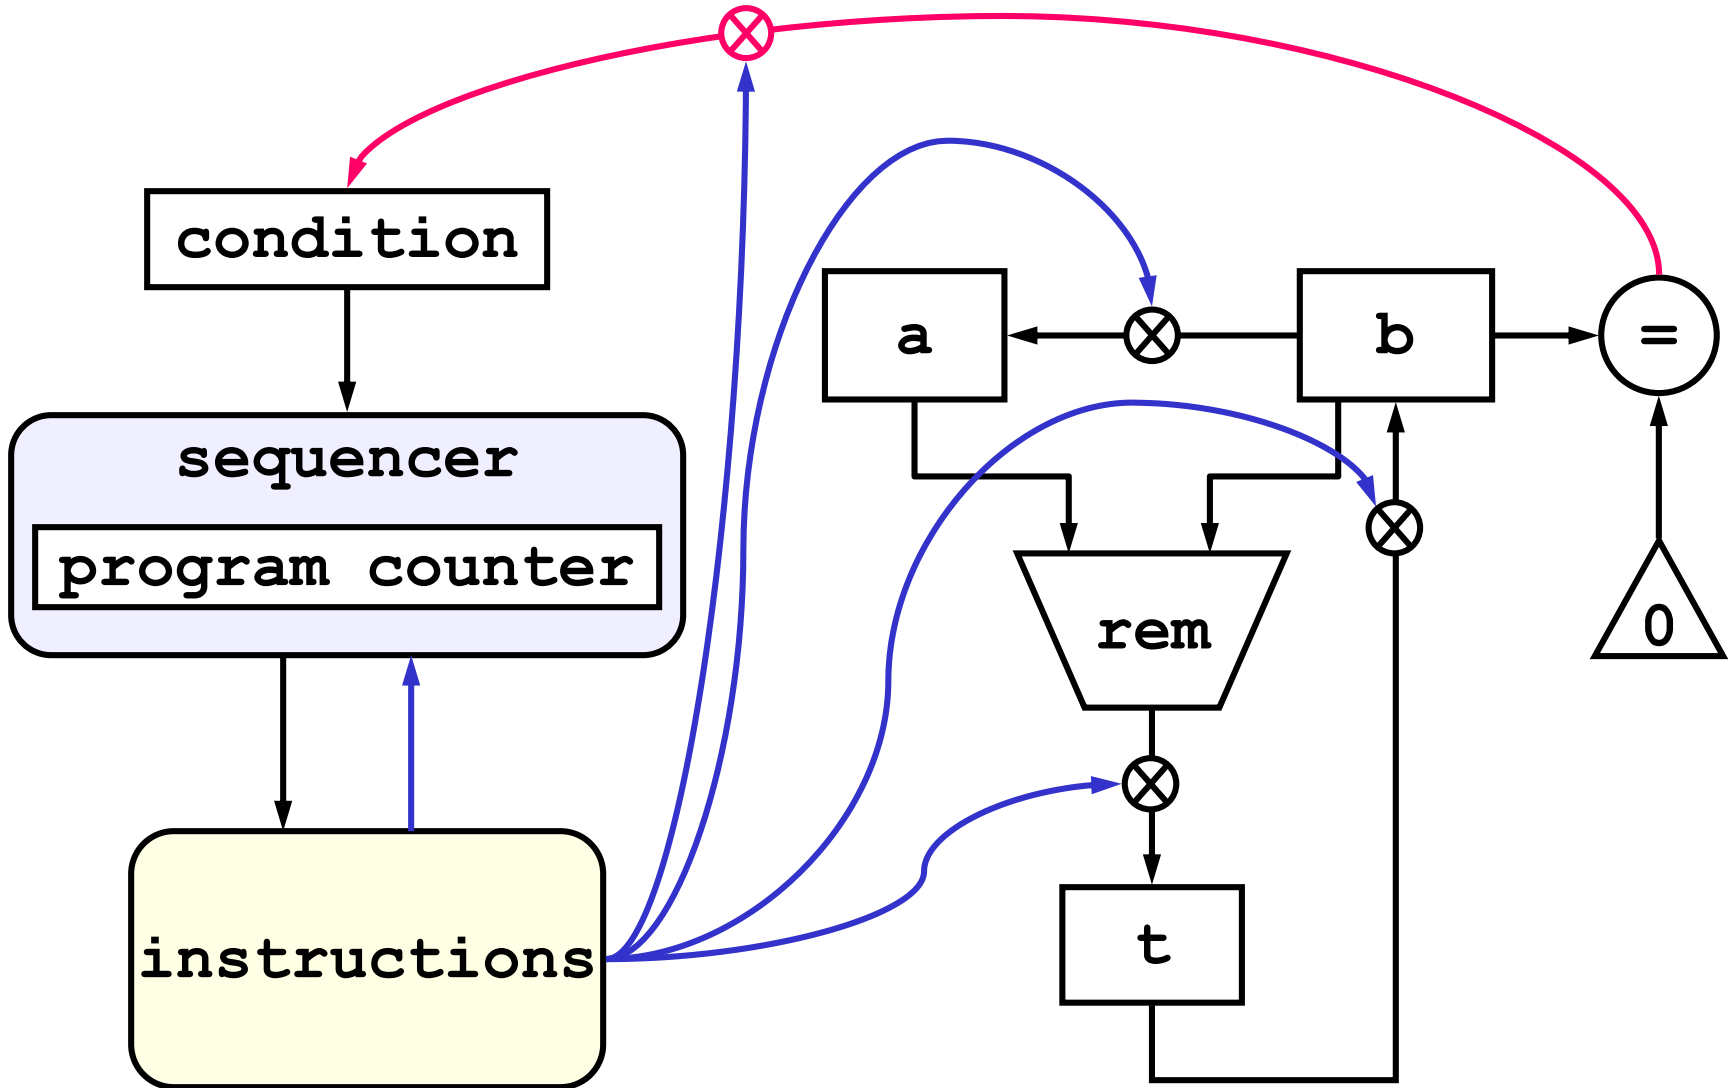 condition
a
b
=
sequencer
program counter
rem
0
instructions
t